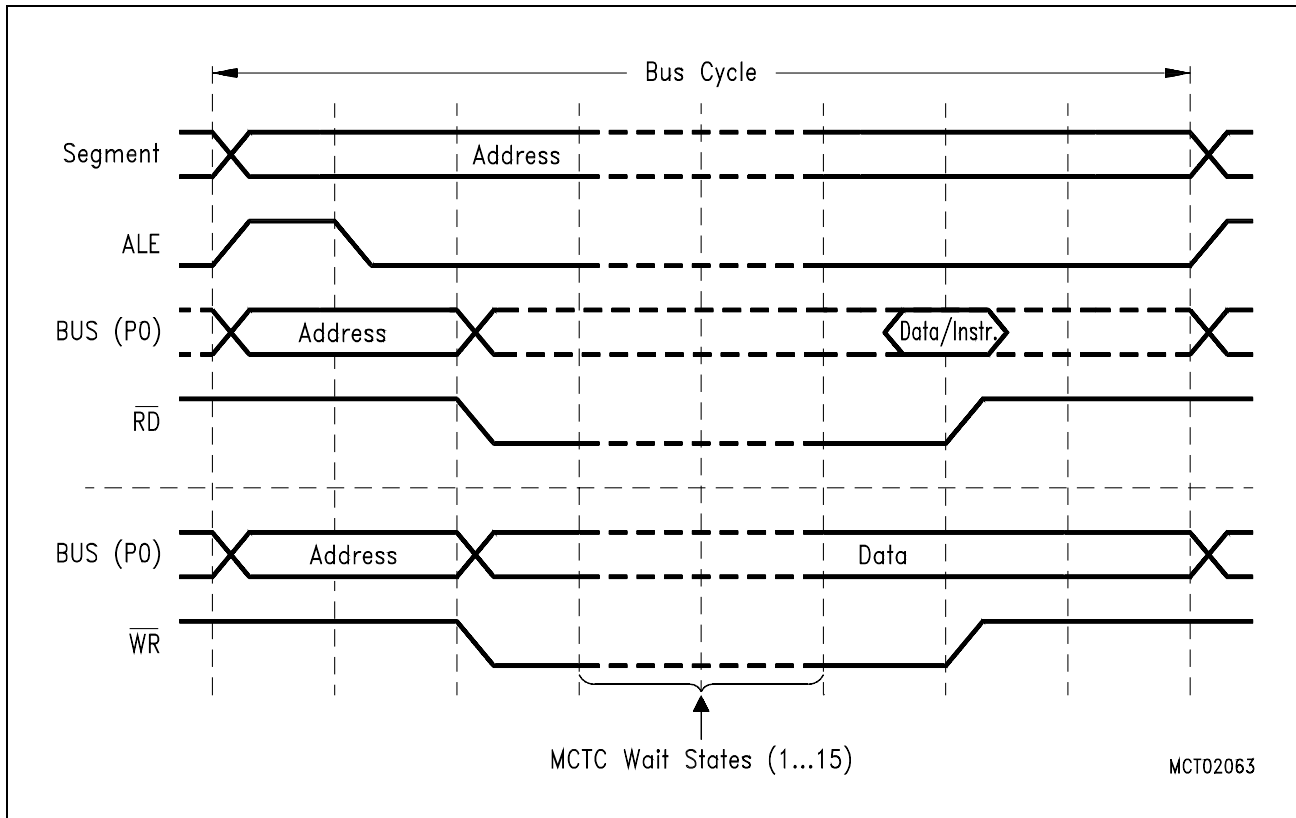 Bus Cycle
Segment
Address
ALE
BUS (P0)
Address
Data/Instr.
RD
BUS (P0)
Address
Data
WR
MCTC Wait States (1...15)
MCT02063